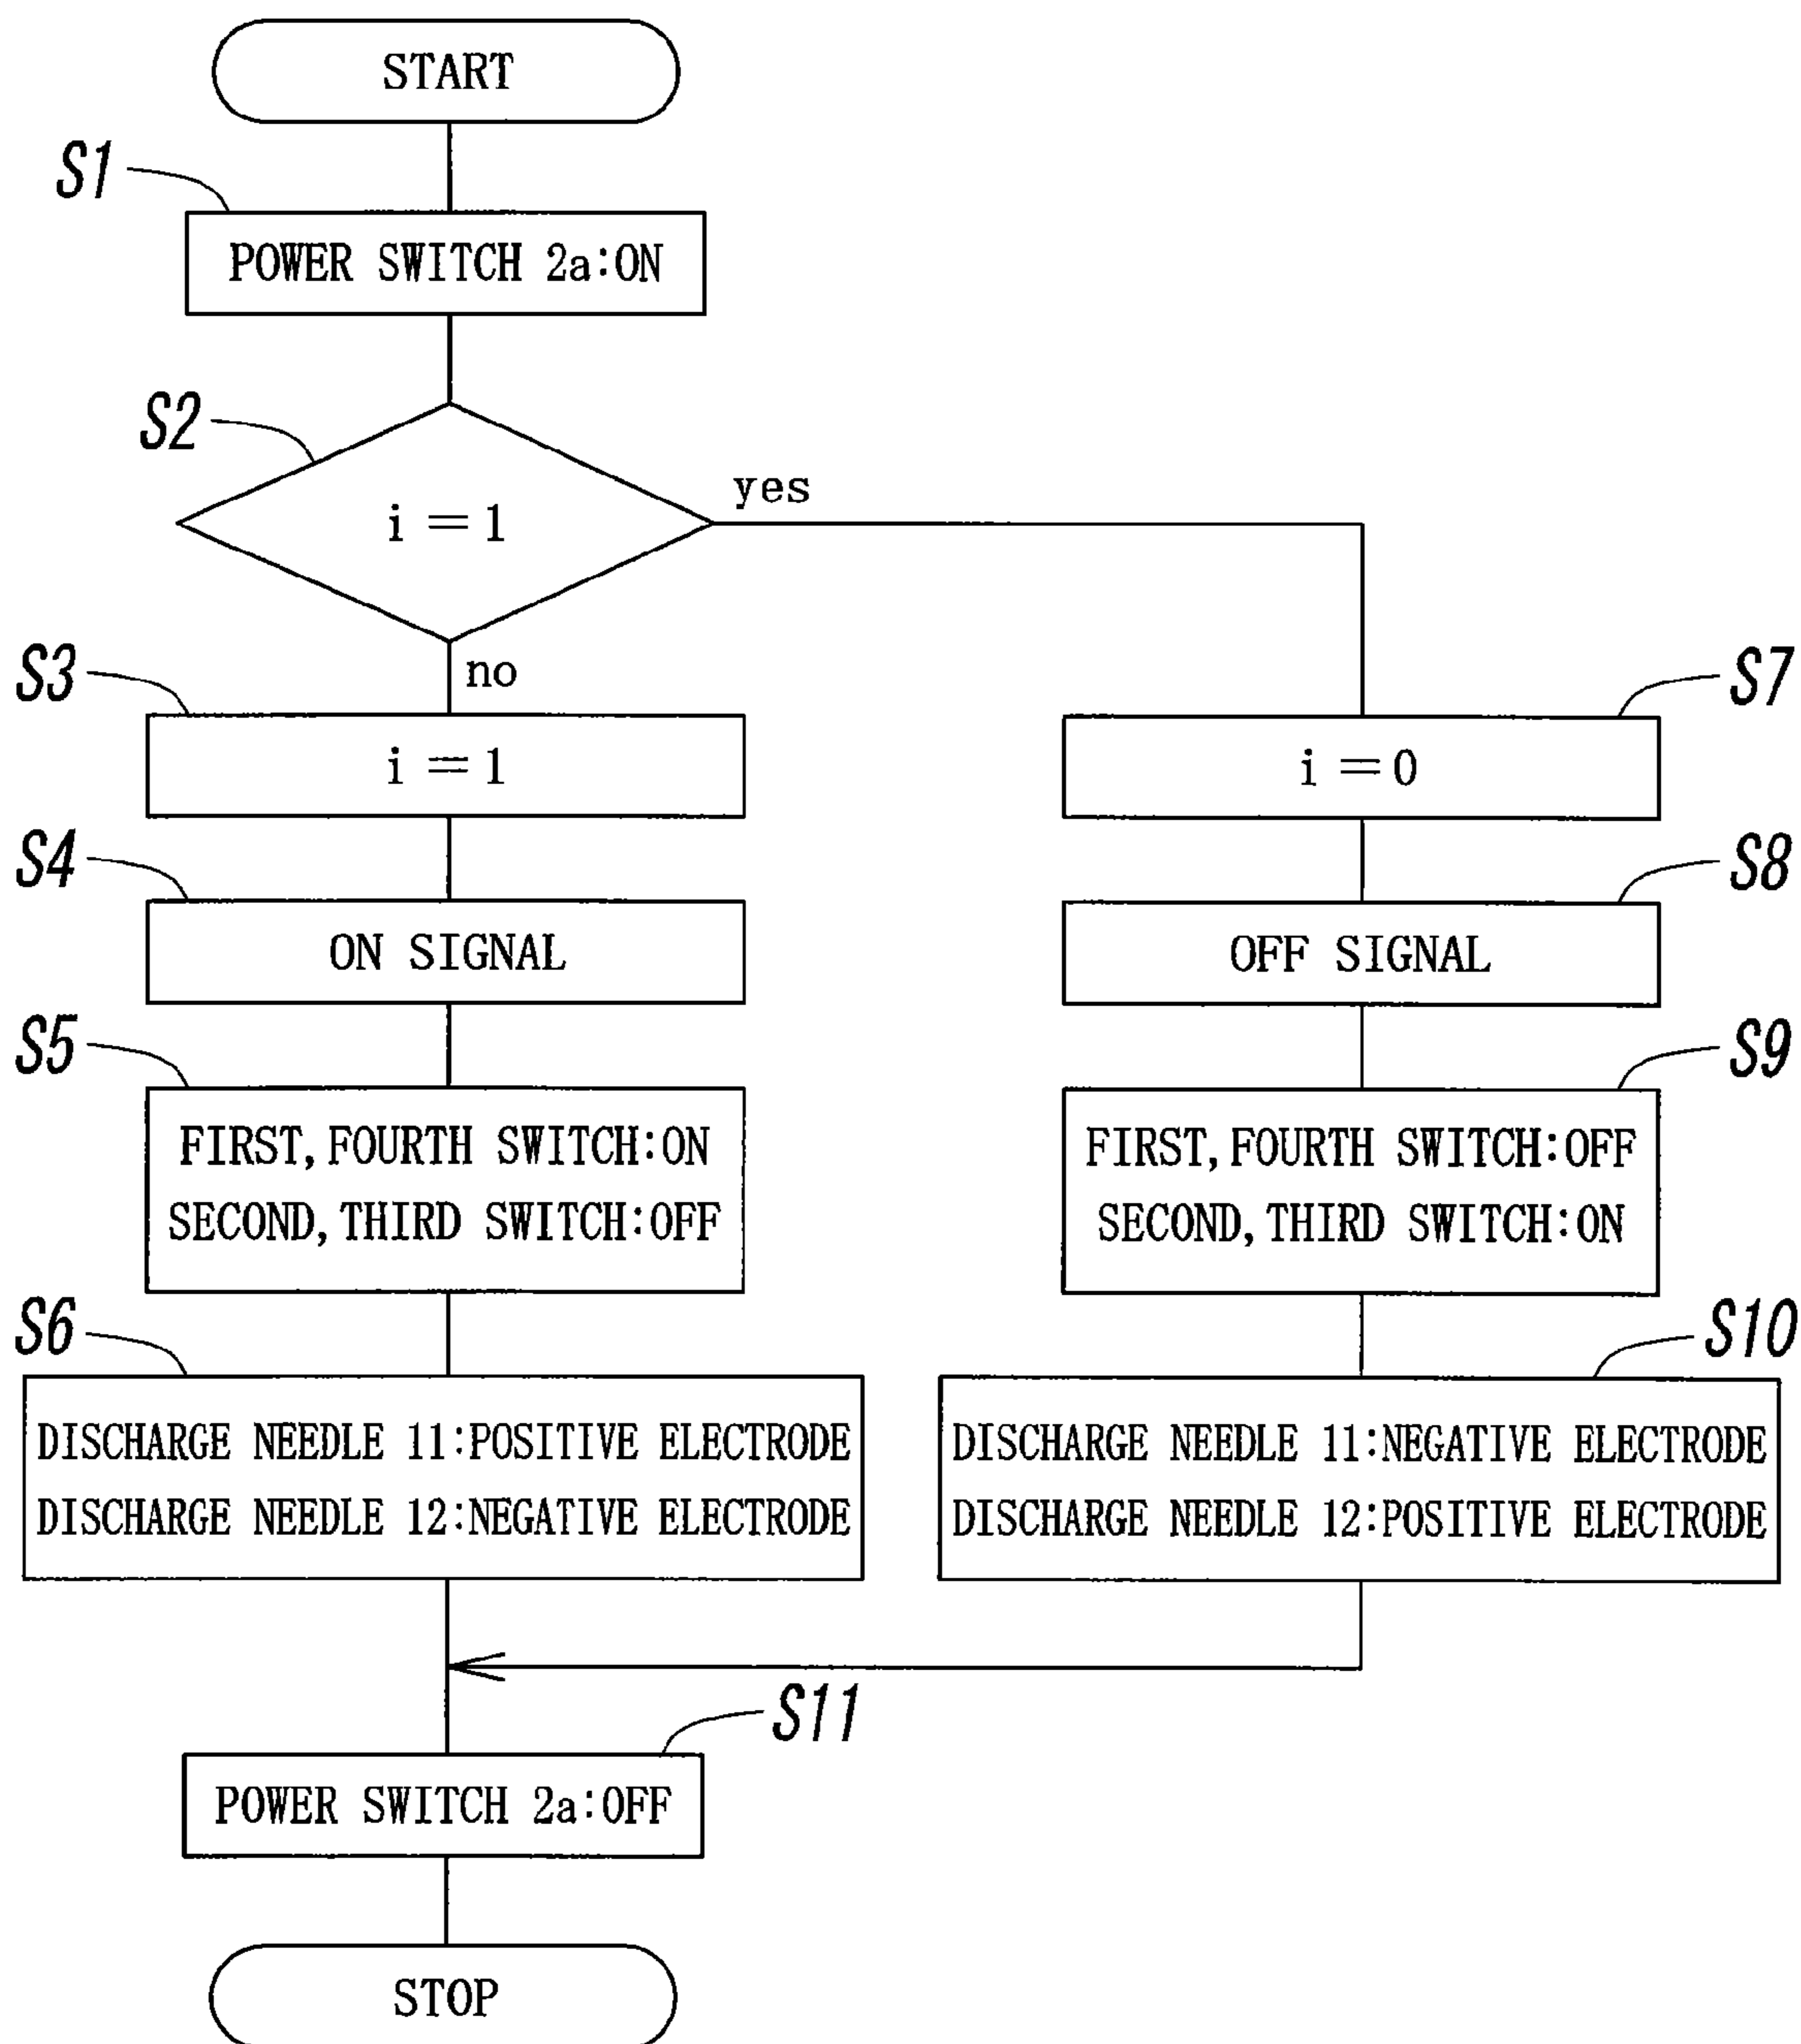 START
S1
POWER SWITCH 2a:ON
S2
i = 1
yes
no
S3
i = 1
S4
ON SIGNAL
S5
FIRST, FOURTH SWITCH:ON
SECOND, THIRD SWITCH:OFF
S6
DISCHARGE NEEDLE 11:POSITIVE ELECTRODE
DISCHARGE NEEDLE 12:NEGATIVE ELECTRODE
S7
i = 0
S8
OFF SIGNAL
S9
FIRST, FOURTH SWITCH:OFF
SECOND, THIRD SWITCH:ON
S10
DISCHARGE NEEDLE 11:NEGATIVE ELECTRODE
DISCHARGE NEEDLE 12:POSITIVE ELECTRODE
S11
POWER SWITCH 2a:OFF
STOP